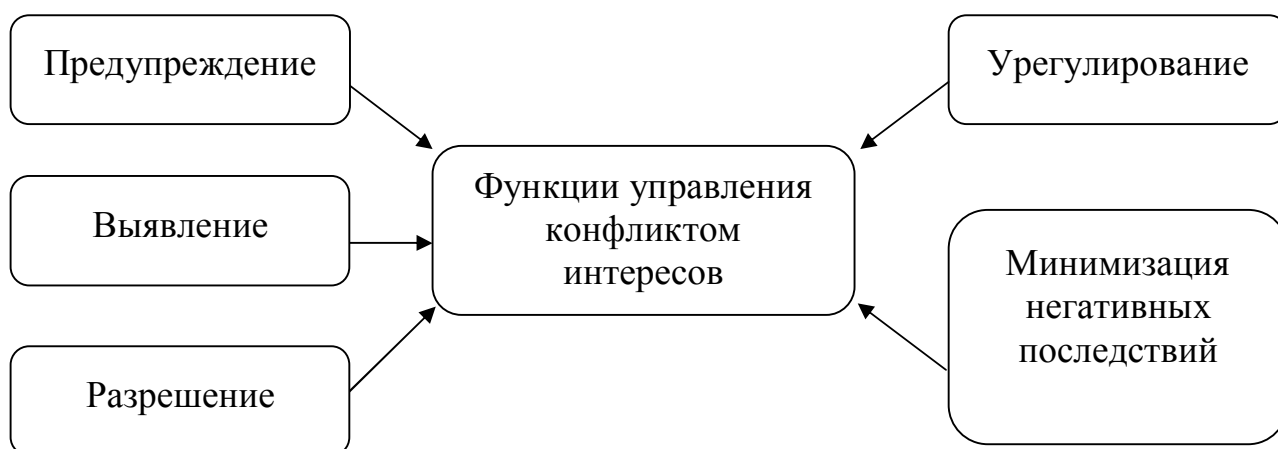 Предупреждение
Выявление
Разрешение
Функции управления
конфликтом
интересов
Урегулирование
Минимизация
негативных
последствий